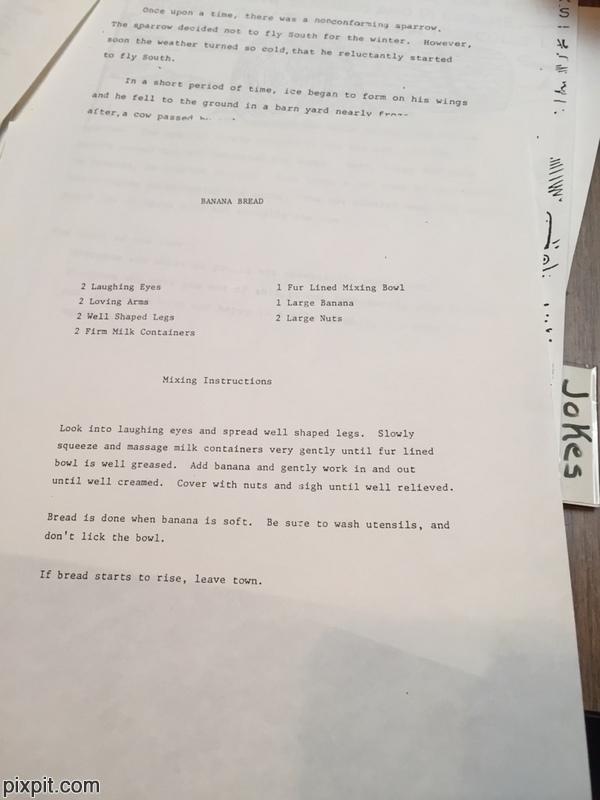 Once upon a time, there was a nonconforming sparrow.
The sparrow decided not to fly South for the winter. However,
soon the weather turned so cold, that he reluctantly started
to fly South.
In a short period of time, ice began to form on his wings
and he fell to the ground in a barn yard nearly
after, a cow passed
BANANA BREAD
2 Laughing Eyes
2 Loving Arms
2 Well Shaped Legs
2 Firm Milk Containers
1 Fur Lined Mixing Bowl
1 Large Banana
2 Large Nuts
Mixing Instructions
Look into laughing eyes and spread well shaped legs. Slowly
squeeze and massage milk containers very gently until fur lined
bowl is well greased. Add banana and gently work in and out
until well creamed. Cover with nuts and sigh until well relieved.
Bread is done when banana is soft. Be sure to wash utensils, and
don't lick the bowl.
If bread starts to rise, leave town.
Jokes
pixpit.com